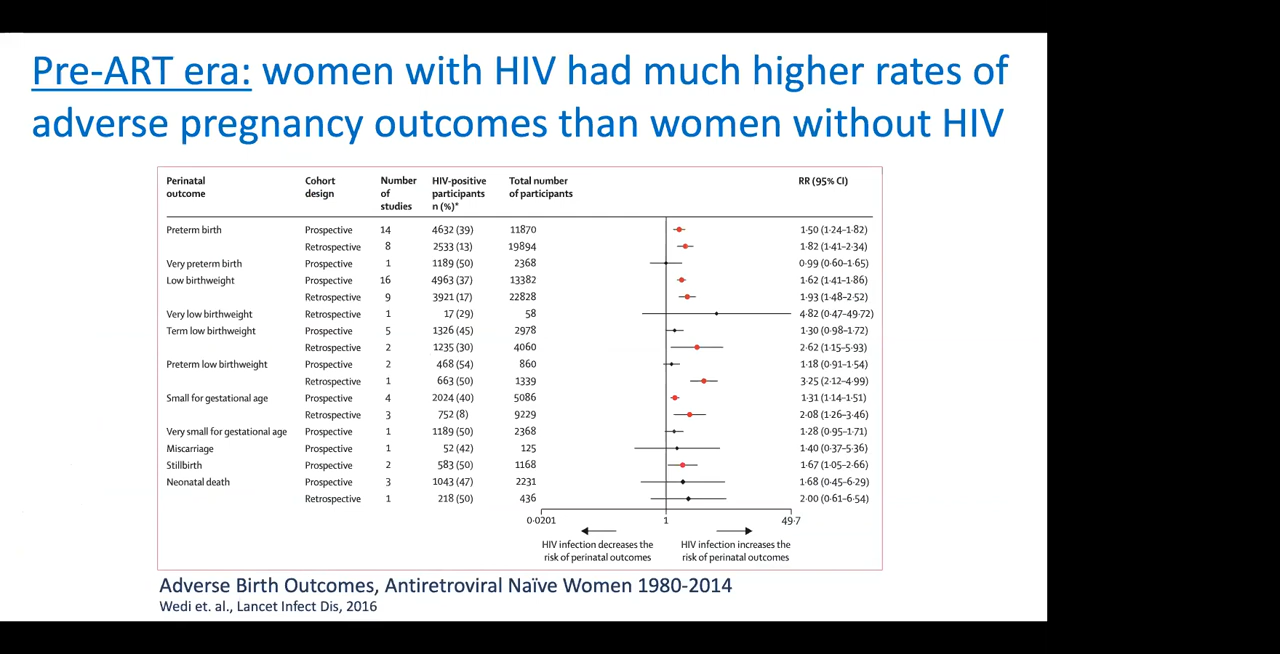 Pre-ART era: women with HIV had much higher rates of
adverse pregnancy outcomes than women without HIV
Perinatal outcome Cohort design Number of studies HIV-positive participants n (%)* Total number of participants RR (95% CI)
Preterm birth Prospective 14 4632 (39) 11870 1·50 (1·24–1·82)
Retrospective 8 2533 (13) 19894 1·82 (1·41–2·34)
Very preterm birth Prospective 1 1189 (50) 2368 0·99 (0·60–1·65)
Low birthweight Prospective 16 4963 (37) 13382 1·62 (1·41–1·86)
Retrospective 9 3921 (17) 22828 1·93 (1·48–2·52)
Very low birthweight Retrospective 1 17 (29) 58 4·82 (0·47–49·72)
Term low birthweight Prospective 5 1326 (45) 2978 1·30 (0·98–1·72)
Retrospective 2 1235 (30) 4060 2·62 (1·15–5·93)
Preterm low birthweight Prospective 2 468 (54) 860 1·18 (0·91–1·54)
Retrospective 1 663 (50) 1339 3·25 (2·12–4·99)
Small for gestational age Prospective 4 2024 (40) 5086 1·31 (1·14–1·51)
Retrospective 3 752 (8) 9229 2·08 (1·26–3·46)
Very small for gestational age Prospective 1 1189 (50) 2368 1·28 (0·95–1·71)
Miscarriage Prospective 1 52 (42) 125 1·40 (0·37–5·36)
Stillbirth Prospective 2 583 (50) 1168 1·67 (1·05–2·66)
Neonatal death Prospective 3 1043 (47) 2231 1·68 (0·45–6·29)
Retrospective 1 218 (50) 436 2·00 (0·61–6·54)
0·0201 1 49·7
HIV infection decreases the risk of perinatal outcomes
HIV infection increases the risk of perinatal outcomes
Adverse Birth Outcomes, Antiretroviral Naïve Women 1980-2014
Wedi et. al., Lancet Infect Dis, 2016